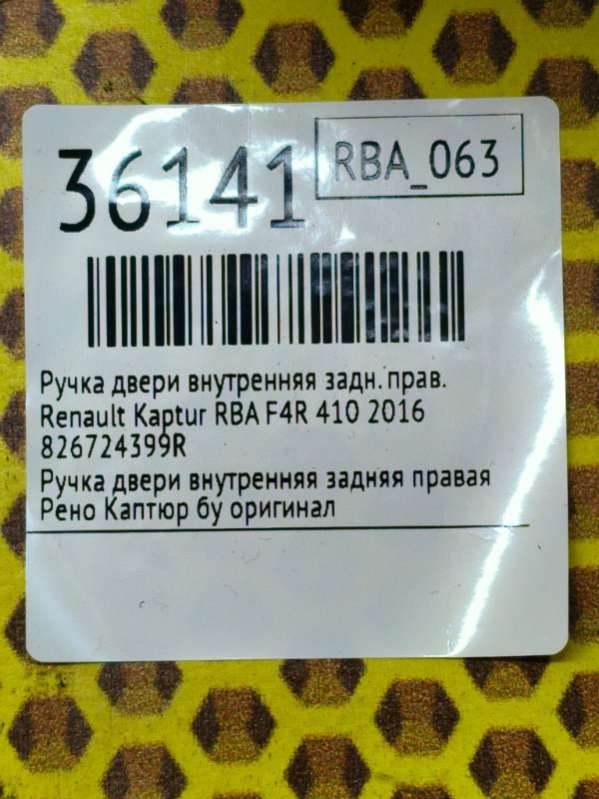 36141
RBA_063
Ручка двери внутренняя задн. прав.
Renault Kaptur RBA F4R 410 2016
826724399R
Ручка двери внутренняя задняя правая
Рено Каптюр бу оригинал